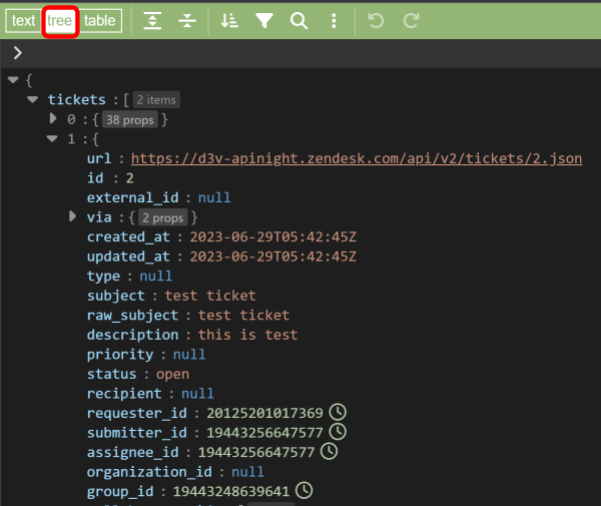 text tree table
{
tickets : [ 2 items
0 : { 38 props }
1 : {
url : https://d3v-apinight.zendesk.com/api/v2/tickets/2.json
id : 2
external_id : null
via : { 2 props }
created_at : 2023-06-29T05:42:45Z
updated_at : 2023-06-29T05:42:45Z
type : null
subject : test ticket
raw_subject : test ticket
description : this is test
priority : null
status : open
recipient : null
requester_id : 20125201017369
submitter_id : 19443256647577
assignee_id : 19443256647577
organization_id : null
group_id : 19443248639641